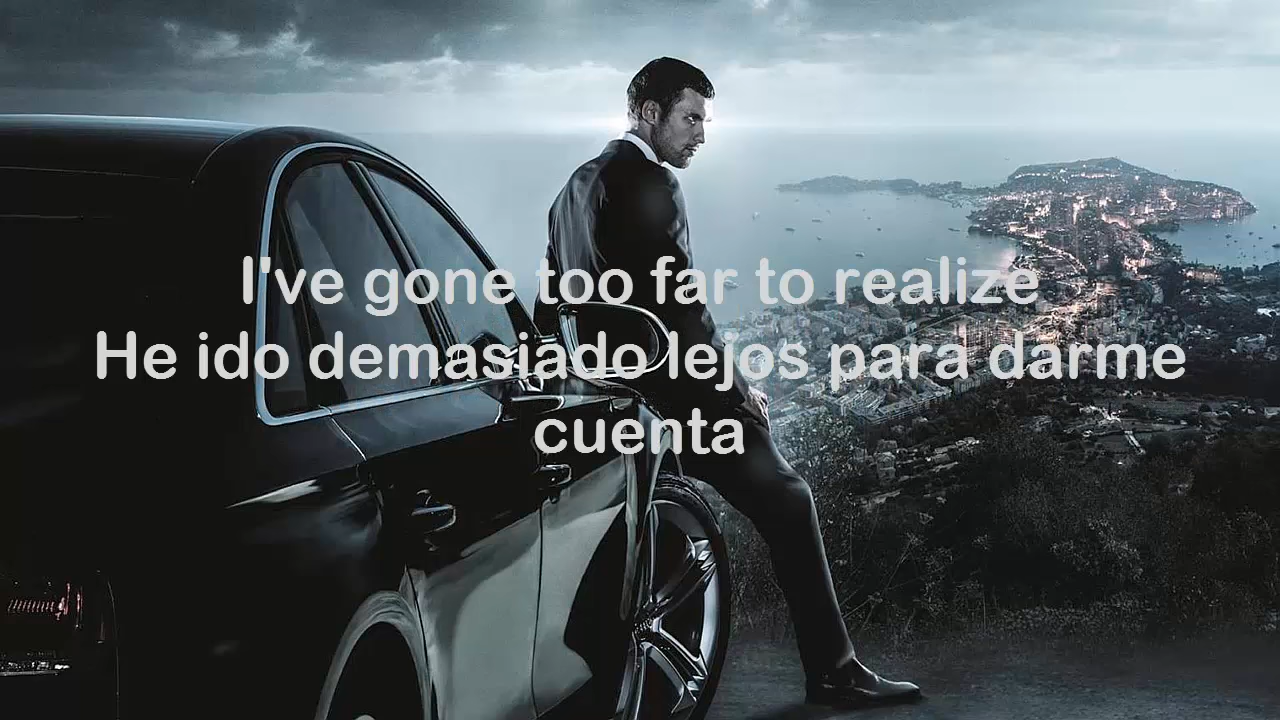 I've gone too far to realize
He ido demasiado lejos para darme
cuenta